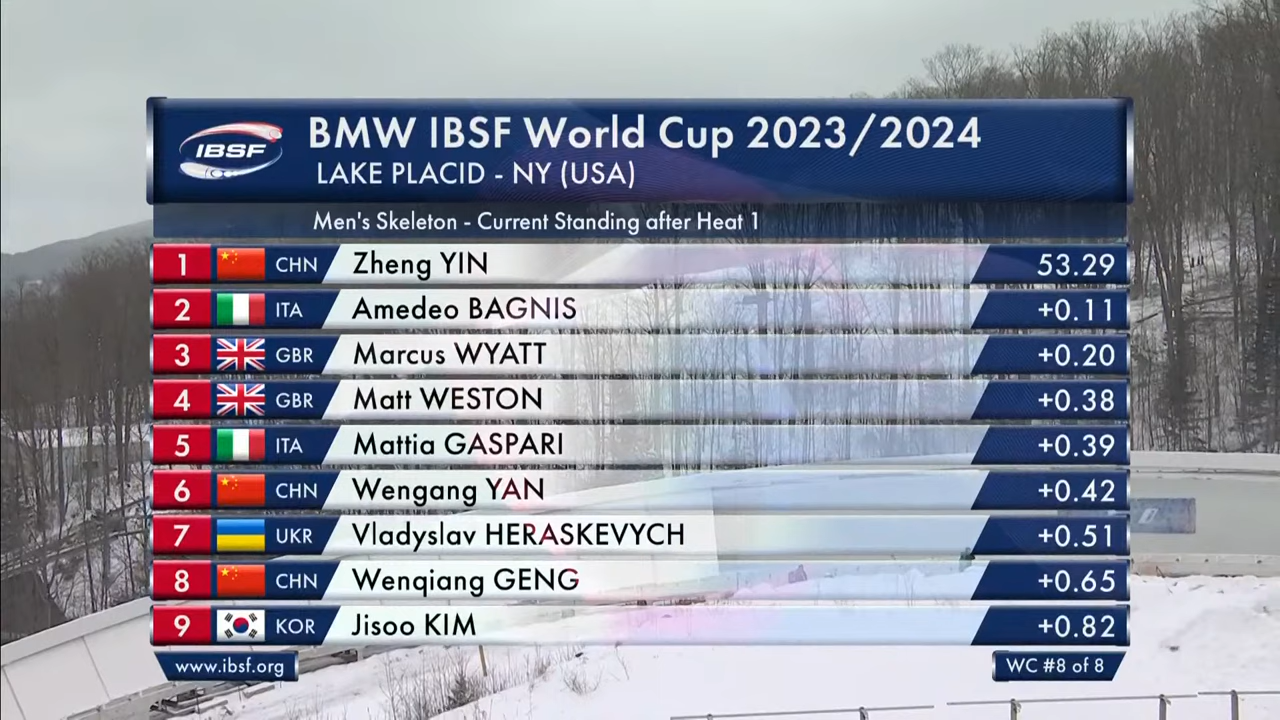 IBSF
BMW IBSF World Cup 2023/2024
LAKE PLACID - NY (USA)
Men's Skeleton - Current Standing after Heat 1
1 CHN Zheng YIN 53.29
2 ITA Amedeo BAGNIS +0.11
3 GBR Marcus WYATT +0.20
4 GBR Matt WESTON +0.38
5 ITA Mattia GASPARI +0.39
6 CHN Wengang YAN +0.42
7 UKR Vladyslav HERASKEVYCH +0.51
8 CHN Wenqiang GENG +0.65
9 KOR Jisoo KIM +0.82
www.ibsf.org WC #8 of 8